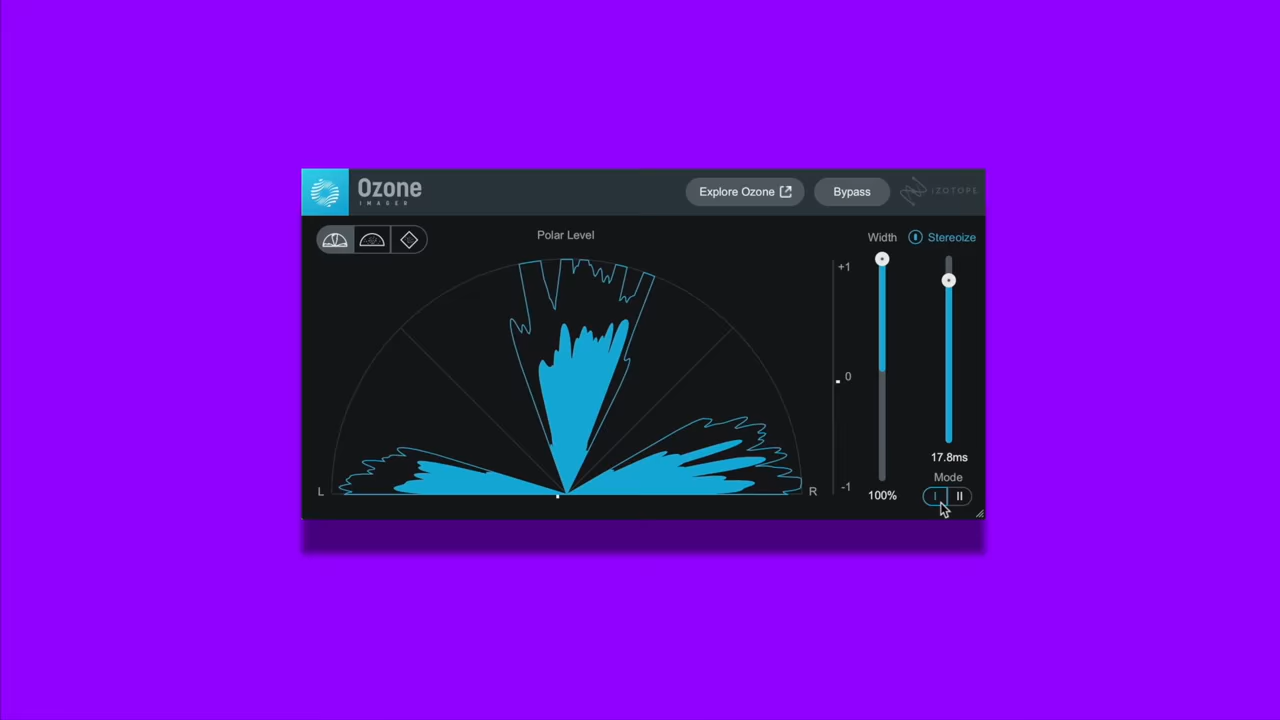 Ozone
IMAGER
Explore Ozone
Bypass
iZOTOPE
Polar Level
Width
Stereoize
+1
0
-1
L
R
100%
17.8ms
Mode
I
II